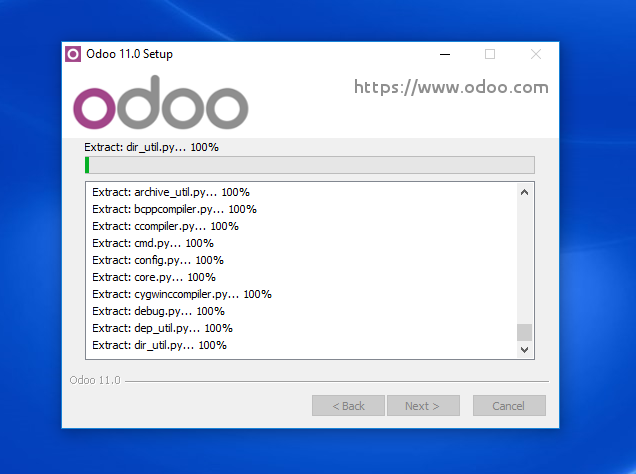 Odoo 11.0 Setup
odoo
https://www.odoo.com
Extract: dir_util.py... 100%
Extract: archive_util.py... 100%
Extract: bcppcompiler.py... 100%
Extract: ccompiler.py... 100%
Extract: cmd.py... 100%
Extract: config.py... 100%
Extract: core.py... 100%
Extract: cygwinccompiler.py... 100%
Extract: debug.py... 100%
Extract: dep_util.py... 100%
Extract: dir_util.py... 100%
Odoo 11.0
< Back Next > Cancel